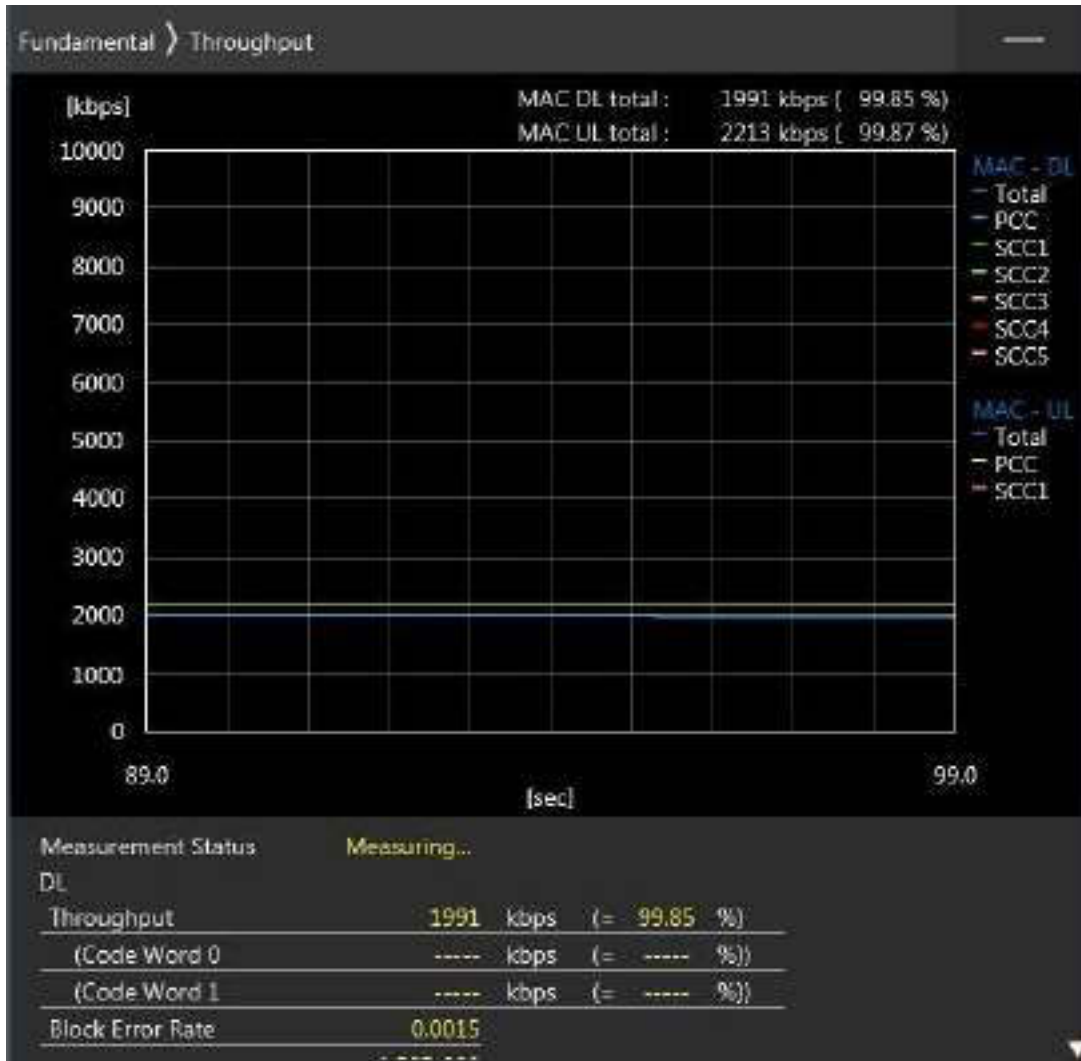 Fundamental 〉 Throughput
[kbps]
MAC DL total : 1991 kbps ( 99.85 %)
MAC UL total : 2213 kbps ( 99.87 %)
10000
9000
8000
7000
6000
5000
4000
3000
2000
1000
0
MAC - DL
Total
PCC
SCC1
SCC2
SCC3
SCC4
SCC5
MAC - UL
Total
PCC
SCC1
89.0
99.0
[sec]
Measurement Status Measuring...
DL
Throughput 1991 kbps (= 99.85 %)
(Code Word 0 ----- kbps (= ----- %))
(Code Word 1 ----- kbps (= ----- %))
Block Error Rate 0.0015